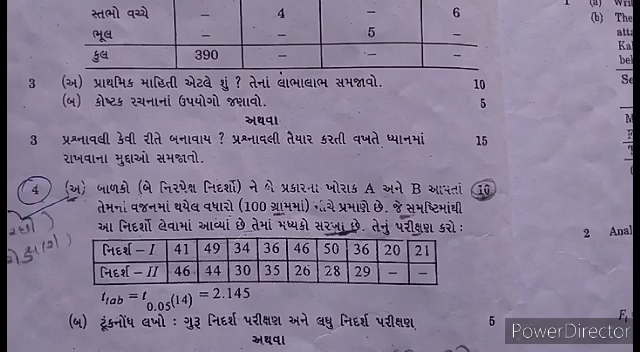 સ્તભો વચ્ચે – 4 – 6
ભૂલ – – 5 –
કુલ 390 – – –
3 (અ) પ્રાથમિક માહિતી એટલે શું ? તેનાં લાભાલાભ સમજાવો. 10
(બ) કોષ્ટક રચનાનાં ઉપયોગો જણાવો. 5
અથવા
3 પ્રશ્નાવલી કેવી રીતે બનાવાય ? પ્રશ્નાવલી તૈયાર કરતી વખતે ધ્યાનમાં 15
રાખવાના મુદ્દાઓ સમજાવો.
4 (અ) બાળકો (બે નિરપેક્ષ નિદર્શો) ને બે પ્રકારના ખોરાક A અને B આપતાં 10
તેમનાં વજનમાં થયેલ વધારો (100 ગ્રામમાં) નીચે પ્રમાણે છે. જે સમષ્ટિમાંથી
આ નિદર્શો લેવામાં આવ્યાં છે તેમાં મધ્યકો સરખા છે. તેનું પરીક્ષણ કરો :
નિદર્શ – I 41 49 34 36 46 50 36 20 21
નિદર્શ – II 46 44 30 35 26 28 29 – –
t tab = t 0.05(14) = 2.145
(બ) ટૂંકનોંધ લખો : ગુરૂ નિદર્શ પરીક્ષણ અને લઘુ નિદર્શ પરીક્ષણ 5
અથવા
(b) The
2 Anal
PowerDirector